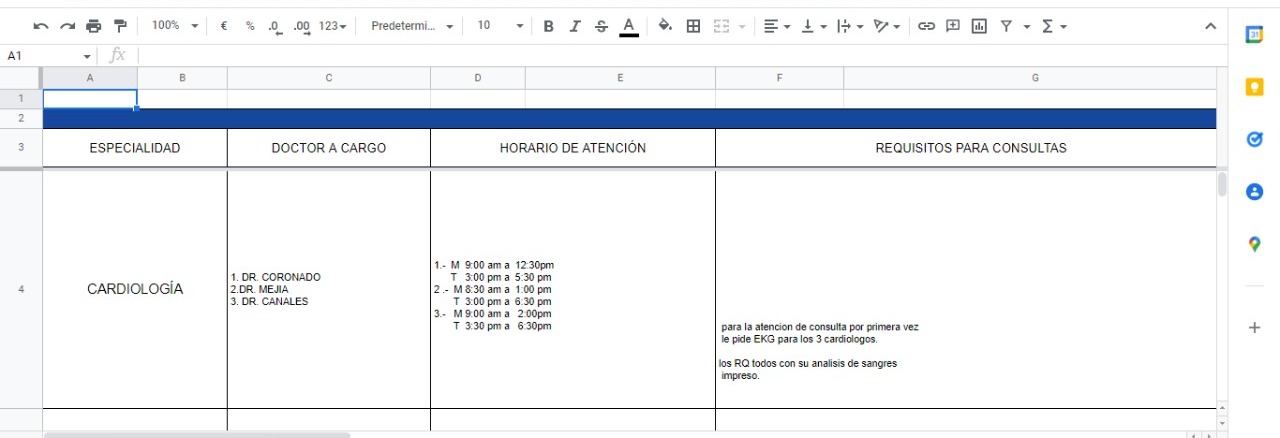 100% € % .0 .00 123 Predetermi... 10 B I S A Σ
A1 fx
A B C D E F G
1
2
3 ESPECIALIDAD DOCTOR A CARGO HORARIO DE ATENCIÓN REQUISITOS PARA CONSULTAS
4
CARDIOLOGÍA
1. DR. CORONADO
2.DR. MEJIA
3. DR. CANALES
1.- M 9:00 am a 12:30pm
T 3:00 pm a 5:30 pm
2 .- M 8:30 am a 1:00 pm
T 3:00 pm a 6:30 pm
3.- M 9:00 am a 2:00pm
T 3:30 pm a 6:30pm
para la atencion de consulta por primera vez
le pide EKG para los 3 cardiologos.
los RQ todos con su analisis de sangres
impreso.
31